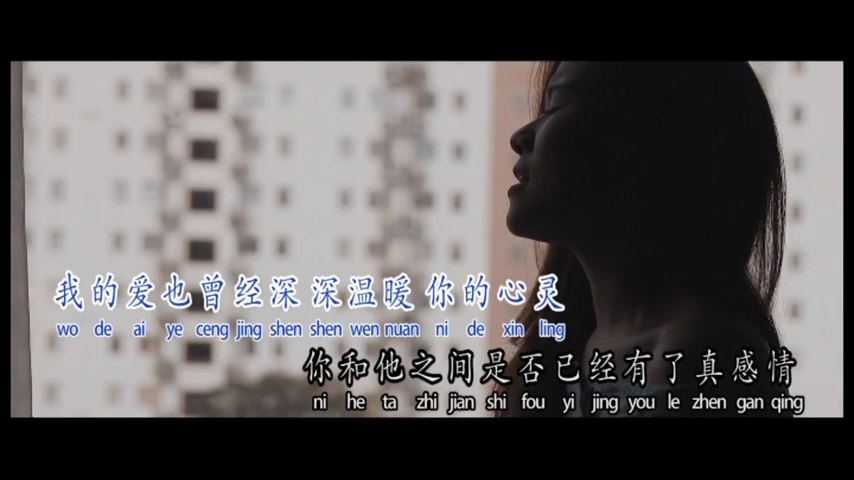 我的爱也曾经深深温暖你的心灵
wo de ai ye ceng jing shen shen wen nuan ni de xin ling
你和他之间是否已经有了真感情
ni he ta zhi jian shi fou yi jing you le zhen gan qing